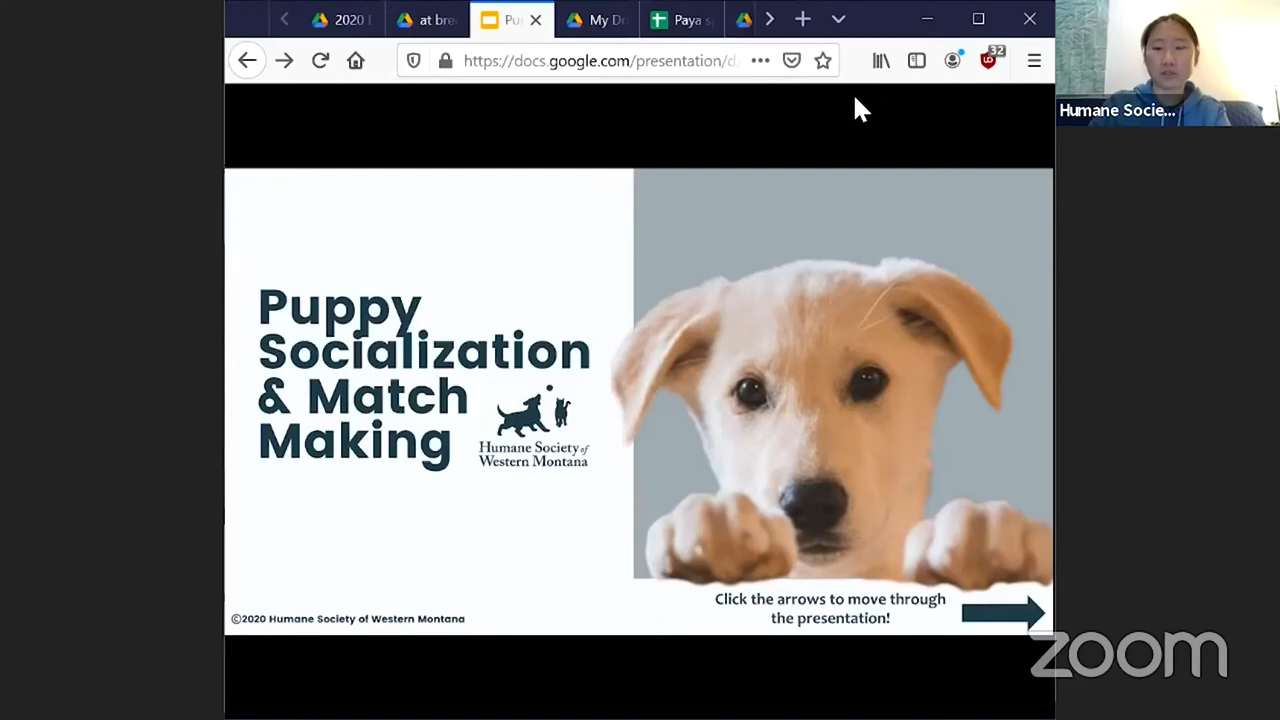 2020
at bre
Pu
My D
Paya s
https://docs.google.com/presentation/d
32
Humane Socie...
Puppy
Socialization
& Match
Making
Humane Society of
Western Montana
Click the arrows to move through
the presentation!
©2020 Humane Society of Western Montana
zoom